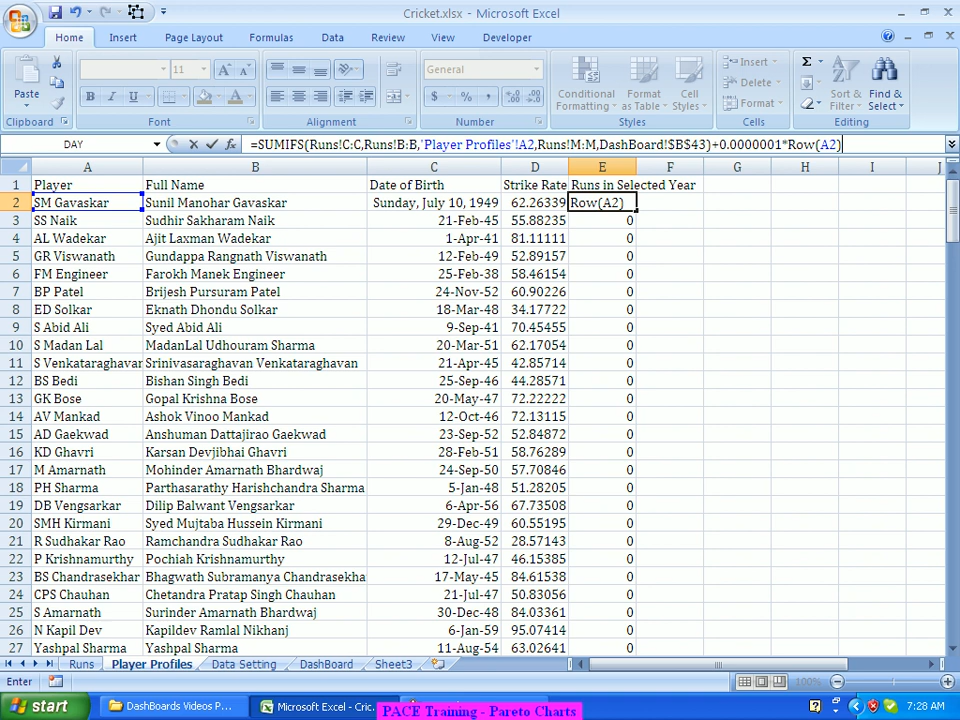 Cricket.xlsx - Microsoft Excel
Home Insert Page Layout Formulas Data Review View Developer
Paste 11 General Conditional Formatting Format as Table Cell Styles Insert Delete Format Sort & Filter Find & Select
Clipboard Font Alignment Number Styles Cells Editing
DAY =SUMIFS(Runs!C:C,Runs!B:B,'Player Profiles'!A2,Runs!M:M,DashBoard!$B$43)+0.0000001*Row(A2)
A B C D E F G H I J
1 Player Full Name Date of Birth Strike Rate Runs in Selected Year
2 SM Gavaskar Sunil Manohar Gavaskar Sunday, July 10, 1949 62.26339 Row(A2)
3 SS Naik Sudhir Sakharam Naik 21-Feb-45 55.88235 0
4 AL Wadekar Ajit Laxman Wadekar 1-Apr-41 81.11111 0
5 GR Viswanath Gundappa Rangnath Viswanath 12-Feb-49 52.89157 0
6 FM Engineer Farokh Manek Engineer 25-Feb-38 58.46154 0
7 BP Patel Brijesh Pursuram Patel 24-Nov-52 60.90226 0
8 ED Solkar Eknath Dhondu Solkar 18-Mar-48 34.17722 0
9 S Abid Ali Syed Abid Ali 9-Sep-41 70.45455 0
10 S Madan Lal MadanLal Udhouram Sharma 20-Mar-51 62.17054 0
11 S Venkataraghavan Srinivasaraghavan Venkataraghavan 21-Apr-45 42.85714 0
12 BS Bedi Bishan Singh Bedi 25-Sep-46 44.28571 0
13 GK Bose Gopal Krishna Bose 20-May-47 72.22222 0
14 AV Mankad Ashok Vinoo Mankad 12-Oct-46 72.13115 0
15 AD Gaekwad Anshuman Dattajirao Gaekwad 23-Sep-52 52.84872 0
16 KD Ghavri Karsan Devjibhai Ghavri 28-Feb-51 58.76289 0
17 M Amarnath Mohinder Amarnath Bhardwaj 24-Sep-50 57.70846 0
18 PH Sharma Parthasarathy Harishchandra Sharma 5-Jan-48 51.28205 0
19 DB Vengsarkar Dilip Balwant Vengsarkar 6-Apr-56 67.73508 0
20 SMH Kirmani Syed Mujtaba Hussein Kirmani 29-Dec-49 60.55195 0
21 R Sudhakar Rao Ramchandra Sudhakar Rao 8-Aug-52 28.57143 0
22 P Krishnamurthy Pochiah Krishnamurthy 12-Jul-47 46.15385 0
23 BS Chandrasekhar Bhagwath Subramanya Chandrasekha 17-May-45 84.61538 0
24 CPS Chauhan Chetandra Pratap Singh Chauhan 21-Jul-47 50.83056 0
25 S Amarnath Surinder Amarnath Bhardwaj 30-Dec-48 84.03361 0
26 N Kapil Dev Kapildev Ramlal Nikhanj 6-Jan-59 95.07414 0
27 Yashpal Sharma Yashpal Sharma 11-Aug-54 63.02641 0
Runs Player Profiles Data Setting DashBoard Sheet3
Enter 100%
start DashBoards Videos P... Microsoft Excel - Cric... 7:28 AM
PACE Training - Pareto Charts